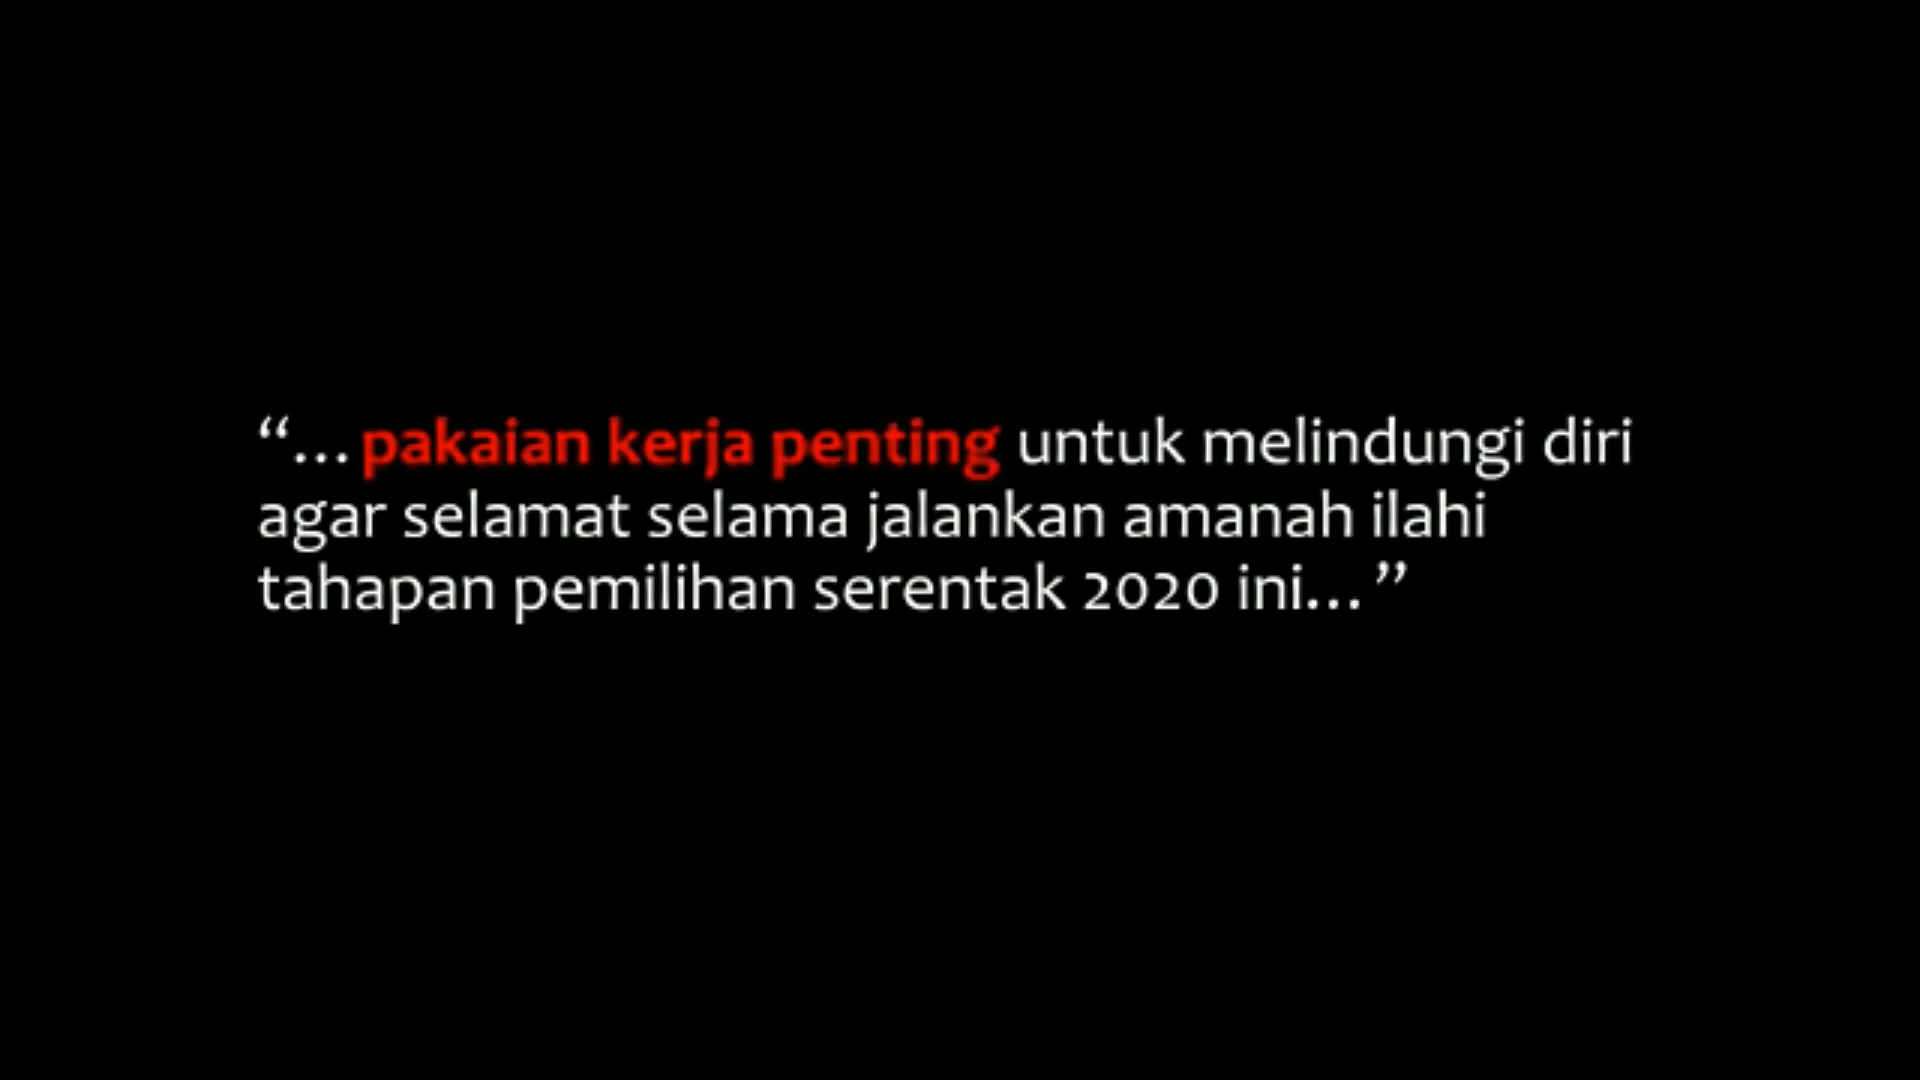 “... pakaian kerja penting untuk melindungi diri
agar selamat selama jalankan amanah ilahi
tahapan pemilihan serentak 2020 ini...”